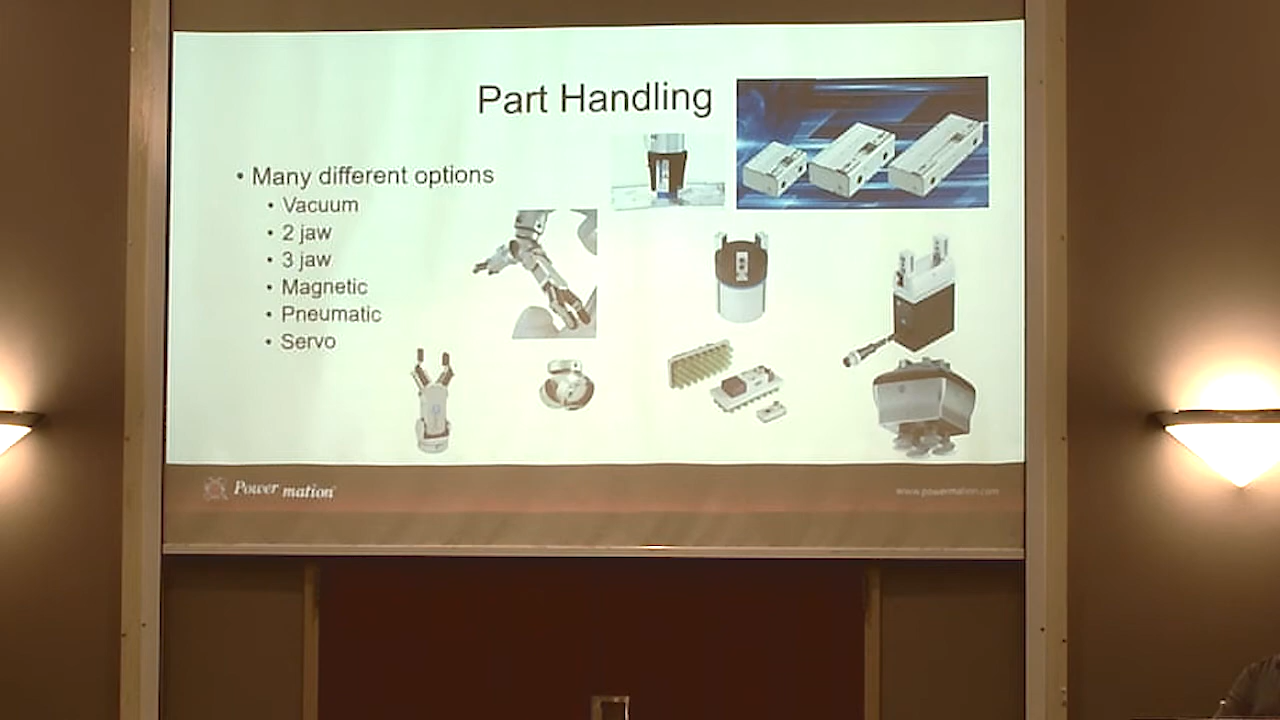 Part Handling
• Many different options
• Vacuum
• 2 jaw
• 3 jaw
• Magnetic
• Pneumatic
• Servo
Power mation
www.powermation.com